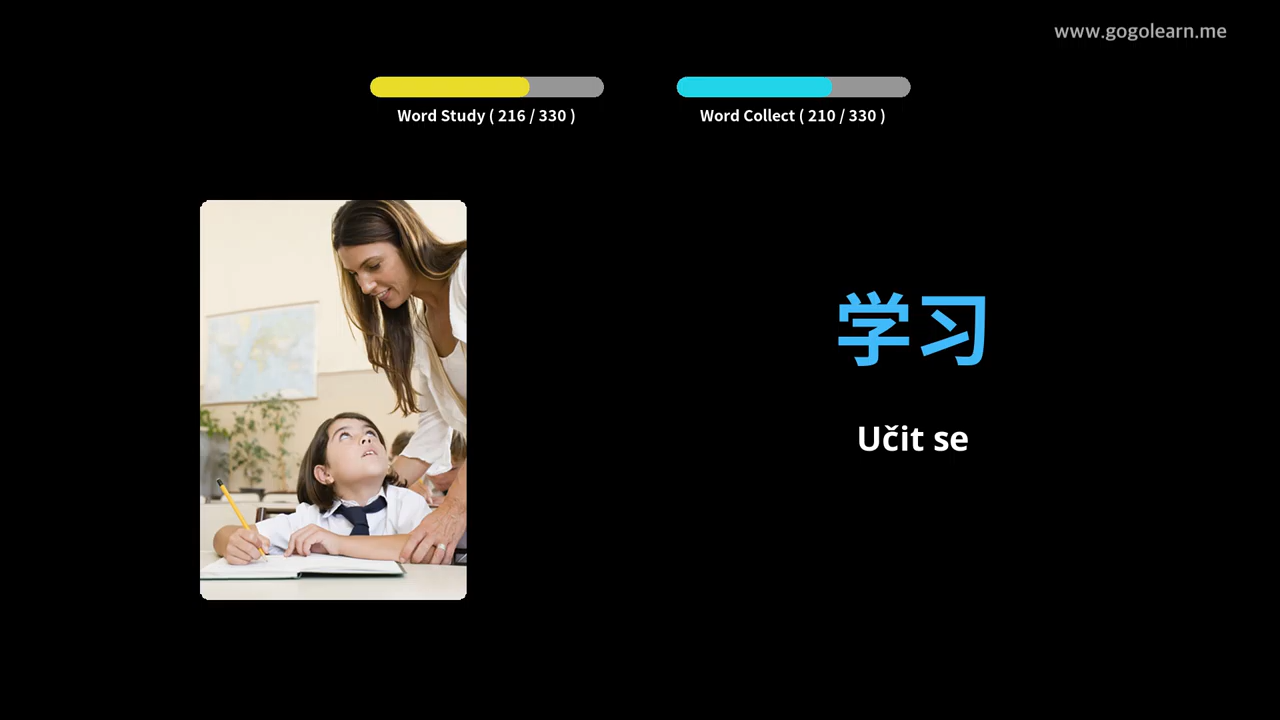 www.gogolearn.me
Word Study ( 216 / 330 )
Word Collect ( 210 / 330 )
学习
Učit se